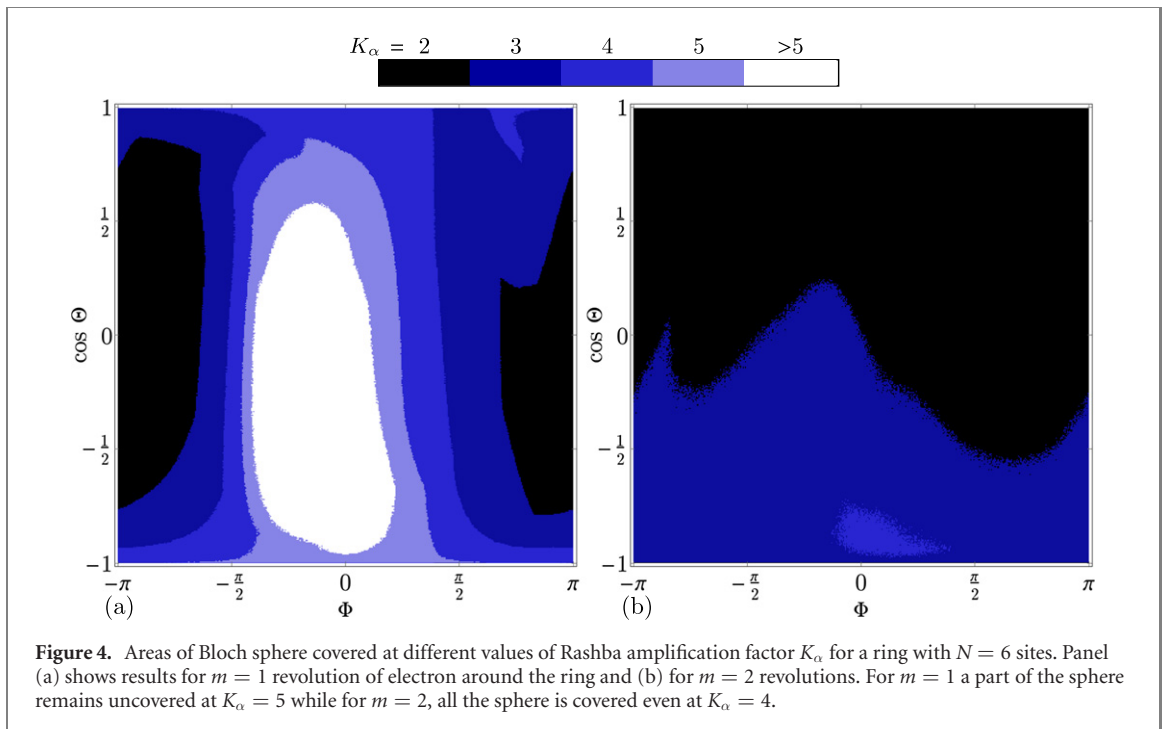 K_α = 2 3 4 5 >5
1
1/2
0
−1/2
−1
cos Θ
−π −π/2 0 π/2 π
(a) Φ
1
1/2
0
−1/2
−1
cos Θ
−π −π/2 0 π/2 π
(b) Φ
Figure 4. Areas of Bloch sphere covered at different values of Rashba amplification factor K_α for a ring with N = 6 sites. Panel
(a) shows results for m = 1 revolution of electron around the ring and (b) for m = 2 revolutions. For m = 1 a part of the sphere
remains uncovered at K_α = 5 while for m = 2, all the sphere is covered even at K_α = 4.